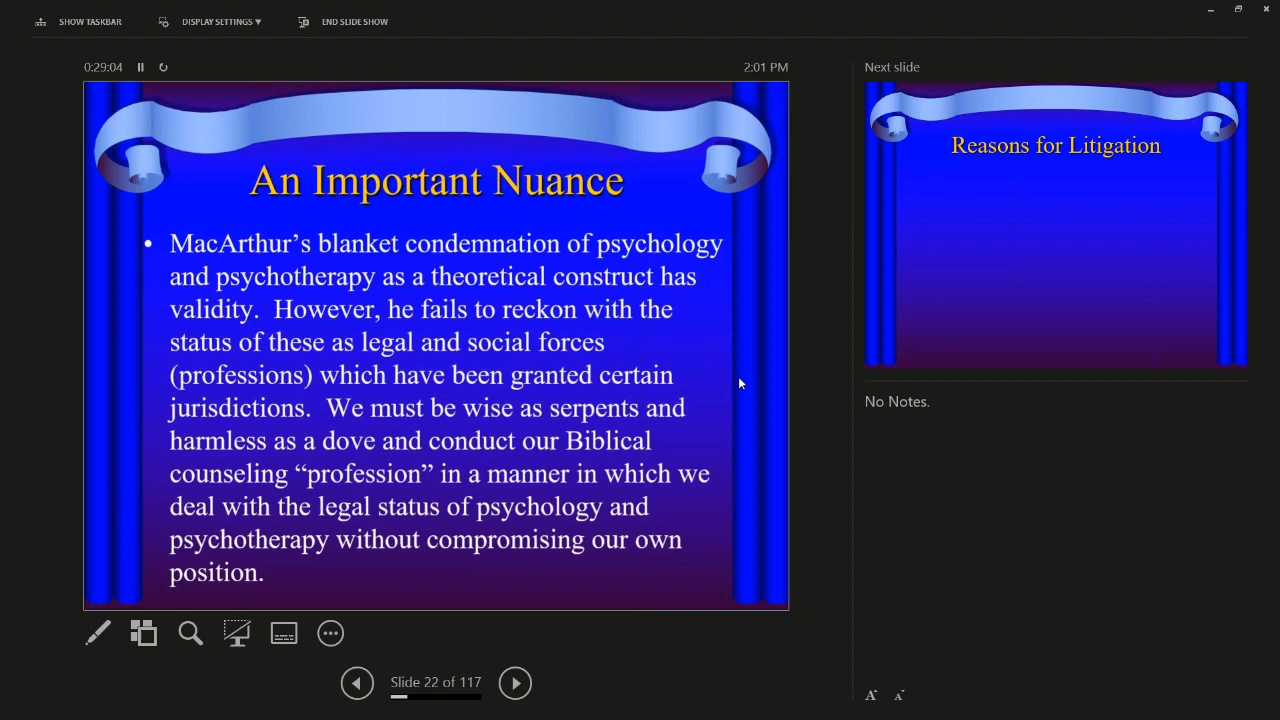 SHOW TASKBAR
DISPLAY SETTINGS ▼
END SLIDE SHOW
0:29:04
2:01 PM
Next slide
An Important Nuance
• MacArthur’s blanket condemnation of psychology
and psychotherapy as a theoretical construct has
validity.  However, he fails to reckon with the
status of these as legal and social forces
(professions) which have been granted certain
jurisdictions.  We must be wise as serpents and
harmless as a dove and conduct our Biblical
counseling “profession” in a manner in which we
deal with the legal status of psychology and
psychotherapy without compromising our own
position.
Reasons for Litigation
No Notes.
Slide 22 of 117
A A